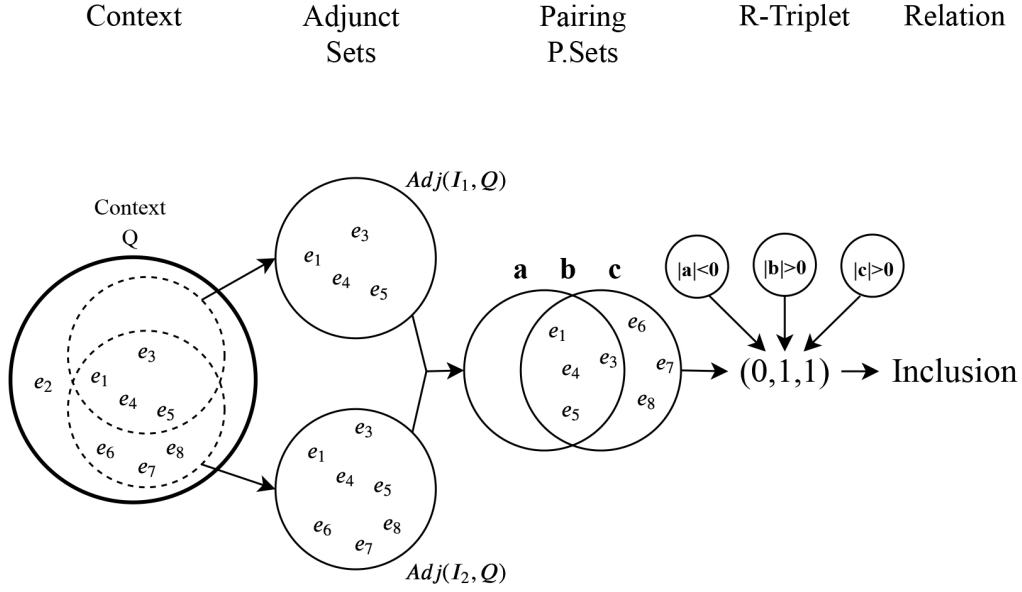 Context
Adjunct
Sets
Pairing
P.Sets
R-Triplet
Relation
Context
Q
e₂
e₃
e₁
e₄
e₅
e₆
e₇
e₈
Adj(I₁, Q)
e₃
e₁
e₄
e₅
e₃
e₁
e₄
e₅
e₆
e₈
e₇
Adj(I₂, Q)
a b c
e₁
e₆
e₄
e₃
e₇
e₅
e₈
|a|<0
|b|>0
|c|>0
(0,1,1)
Inclusion